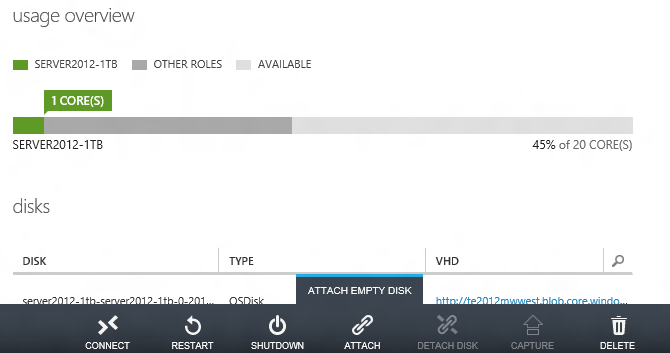 usage overview
SERVER2012-1TB OTHER ROLES AVAILABLE
1 CORE(S)
SERVER2012-1TB 45% of 20 CORE(S)
disks
DISK TYPE VHD
server2012-1tb-server2012-1tb-0-201... OSDisk http://te2012mwwest.blob.core.windo...
ATTACH EMPTY DISK
CONNECT RESTART SHUTDOWN ATTACH DETACH DISK CAPTURE DELETE